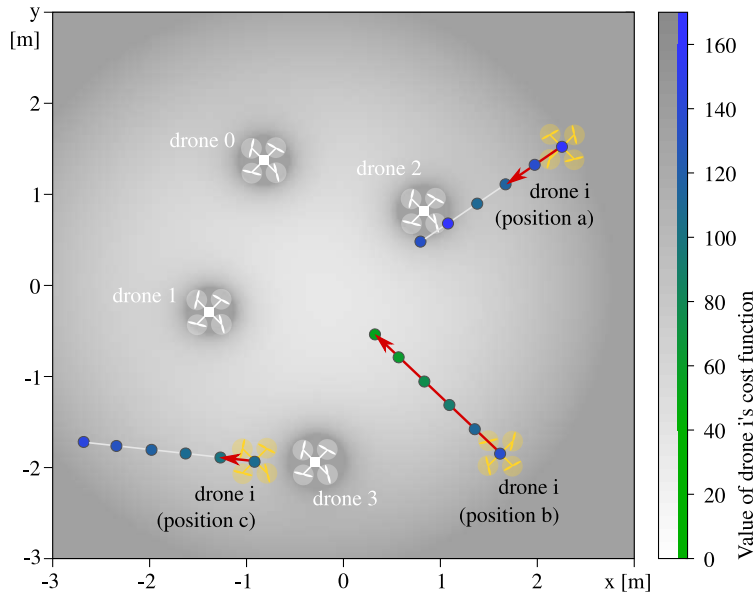 y
[m]
2
1
0
-1
-2
-3
-3
-2
-1
0
1
2
x [m]
drone 0
drone 2
drone i
(position a)
drone 1
drone i
(position c)
drone 3
drone i
(position b)
160
140
120
100
80
60
40
20
0
Value of drone i's cost function